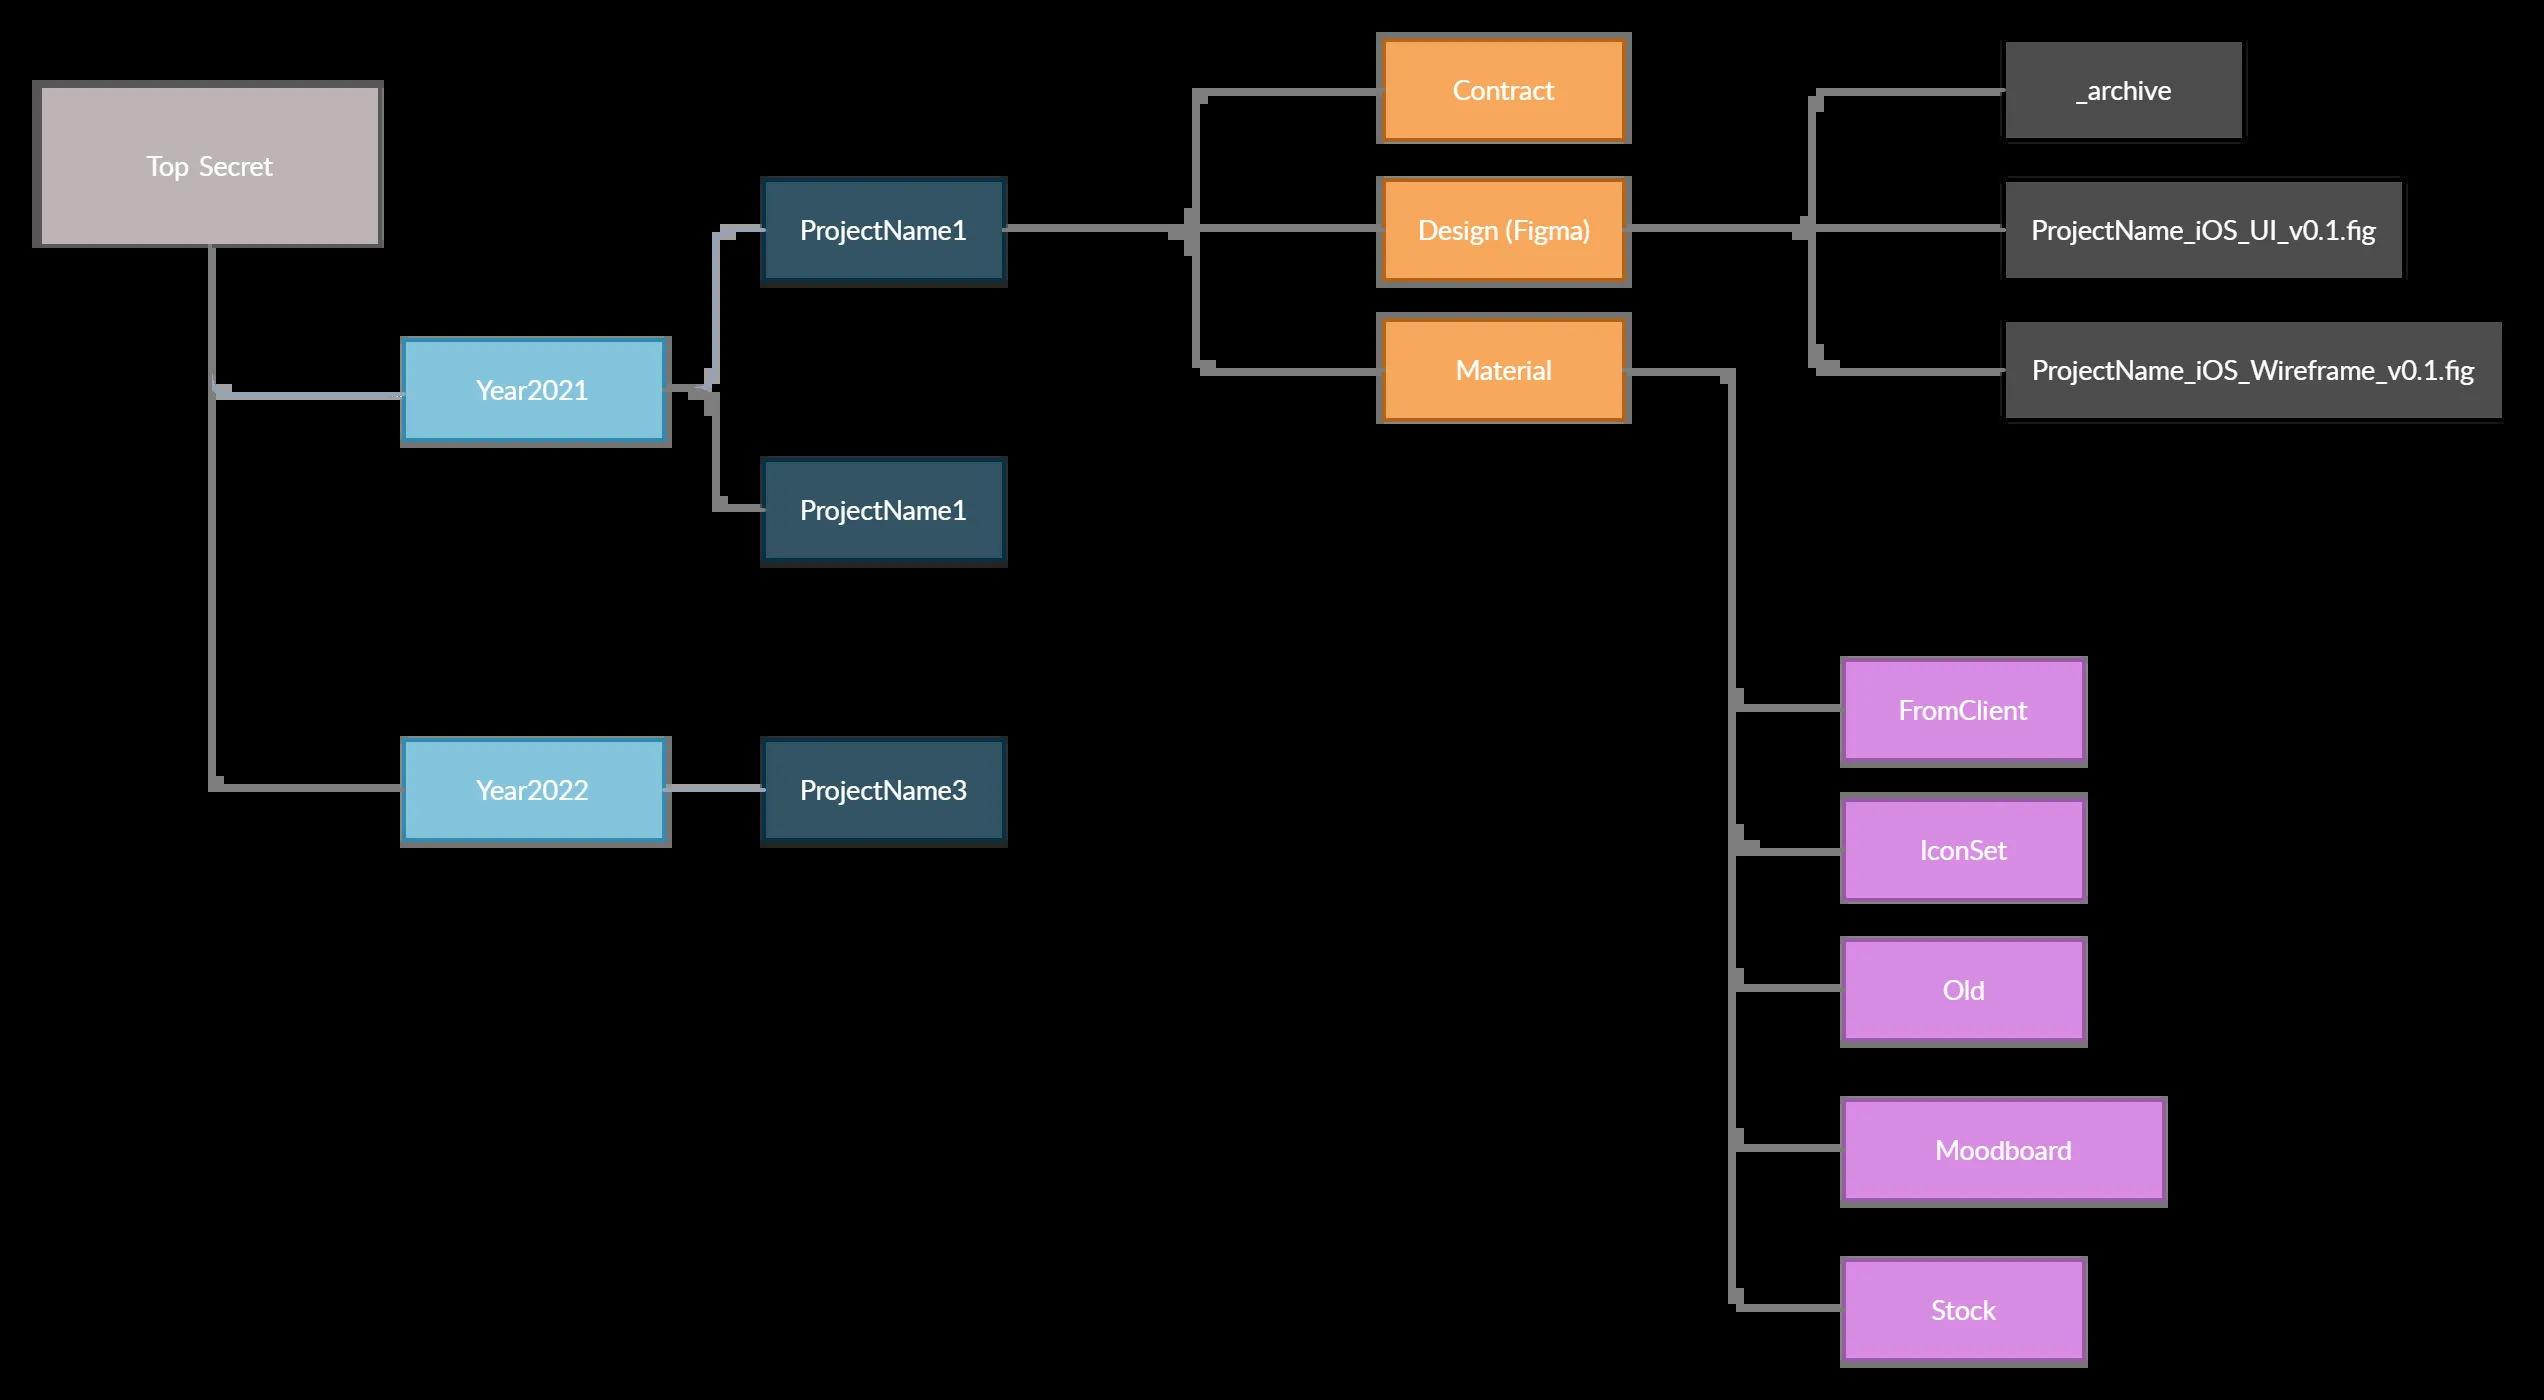 Top Secret
Year2021
ProjectName1
ProjectName1
Year2022
ProjectName3
Contract
Design (Figma)
Material
_archive
ProjectName_iOS_UI_v0.1.fig
ProjectName_iOS_Wireframe_v0.1.fig
FromClient
IconSet
Old
Moodboard
Stock